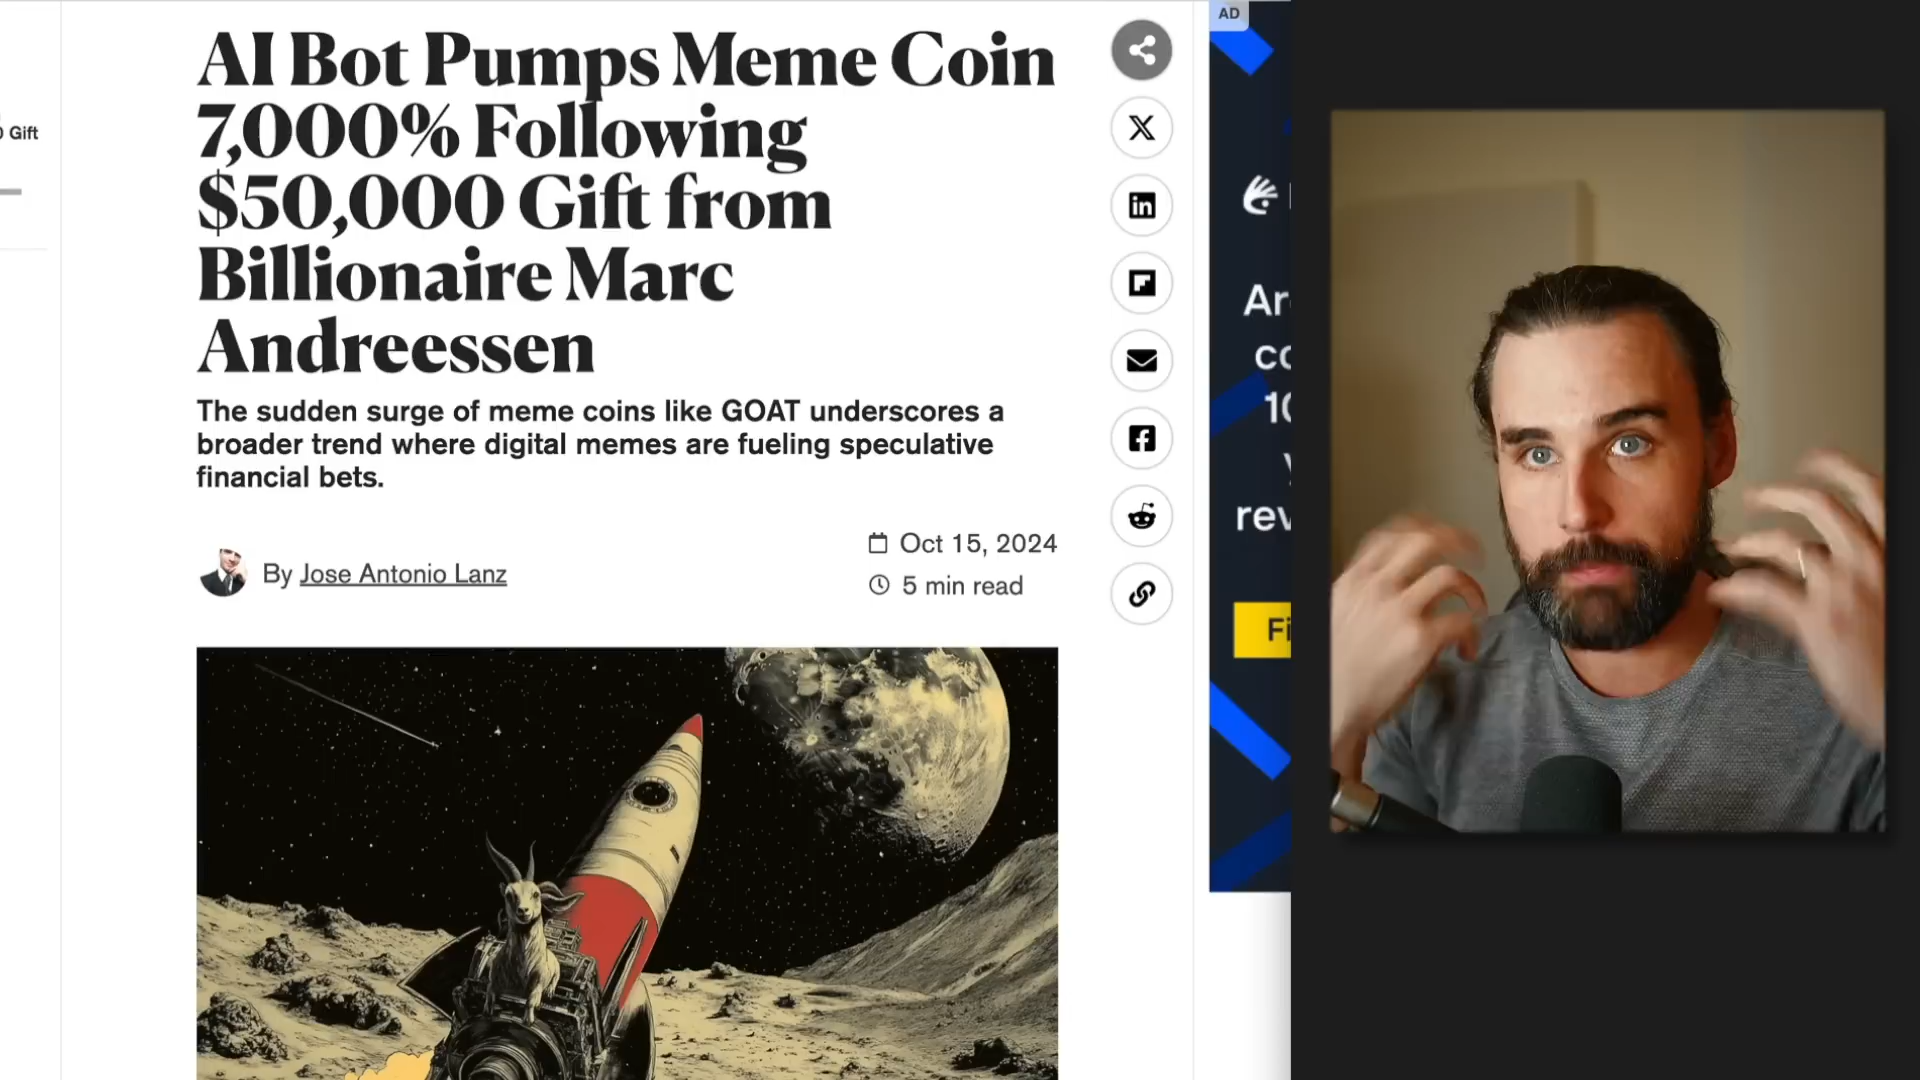 AD
AI Bot Pumps Meme Coin
7,000% Following
$50,000 Gift from
Billionaire Marc
Andreessen
Gift
The sudden surge of meme coins like GOAT underscores a
broader trend where digital memes are fueling speculative
financial bets.
By Jose Antonio Lanz
Oct 15, 2024
5 min read